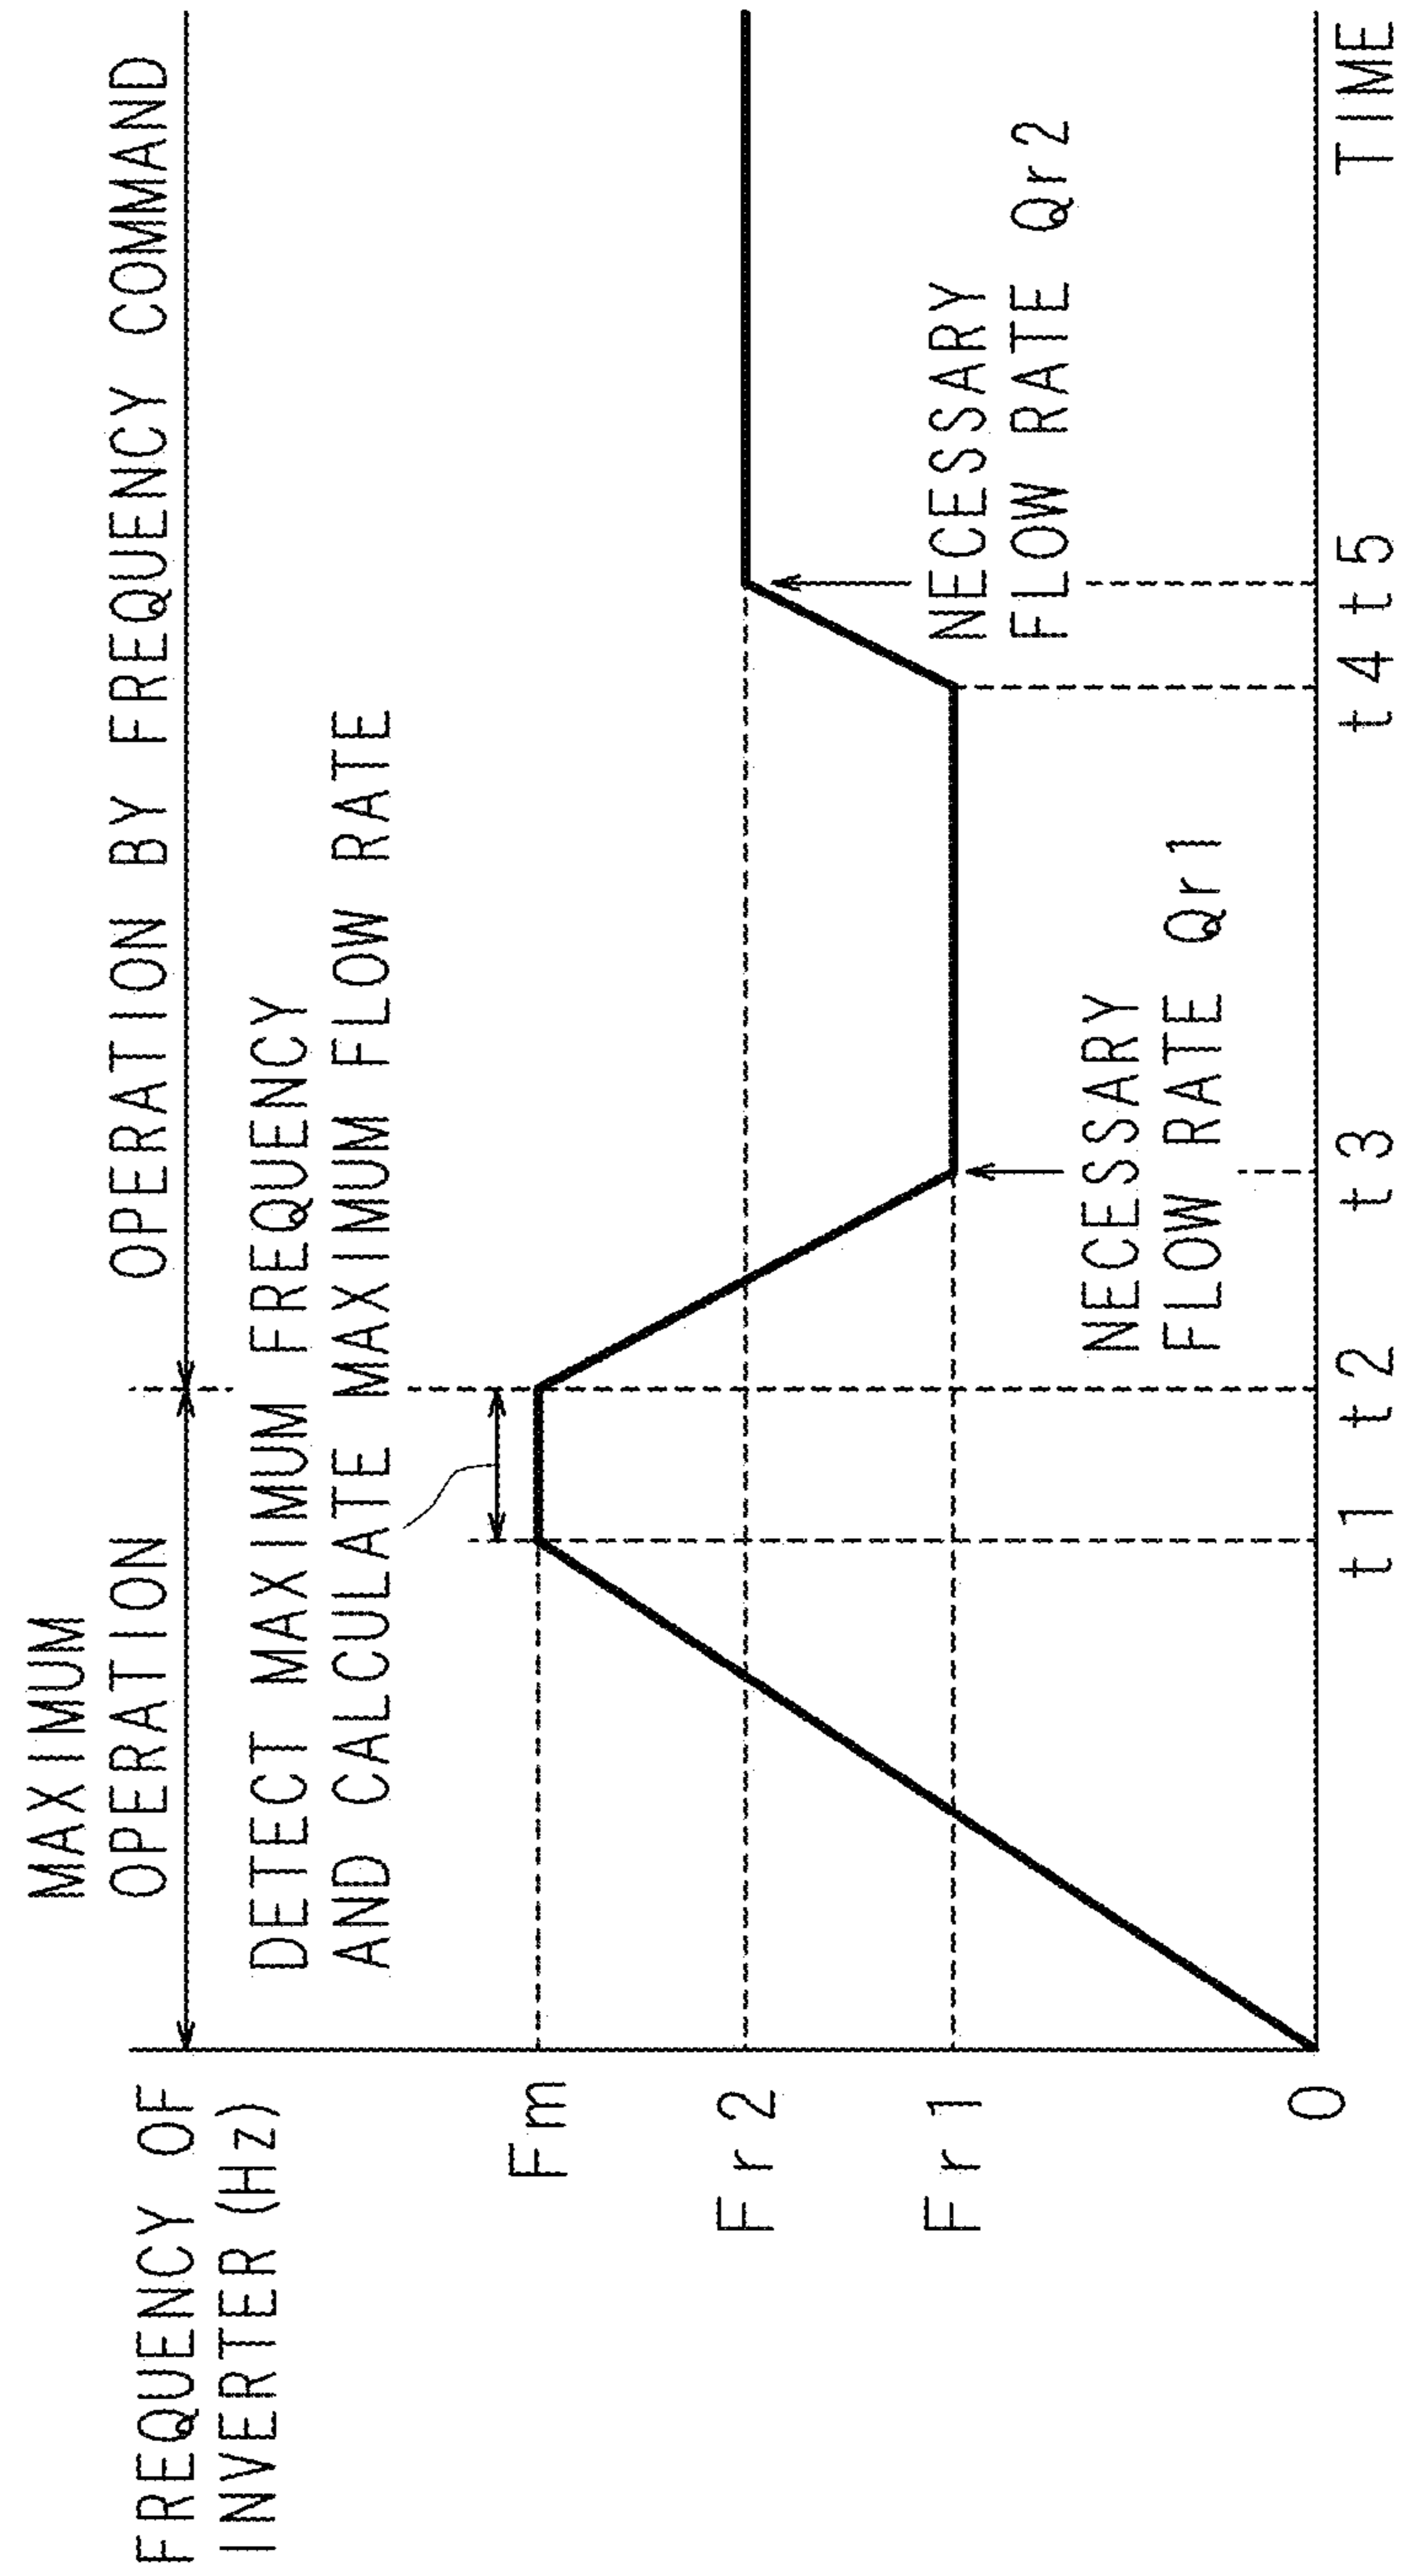 FREQUENCY OF
INVERTER (Hz)
MAXIMUM
OPERATION
OPERATION BY FREQUENCY COMMAND
DETECT MAXIMUM FREQUENCY
AND CALCULATE MAXIMUM FLOW RATE
Fm
Fr2
Fr1
0
NECESSARY
FLOW RATE Qr1
NECESSARY
FLOW RATE Qr2
t1
t2
t3
t4
t5
TIME